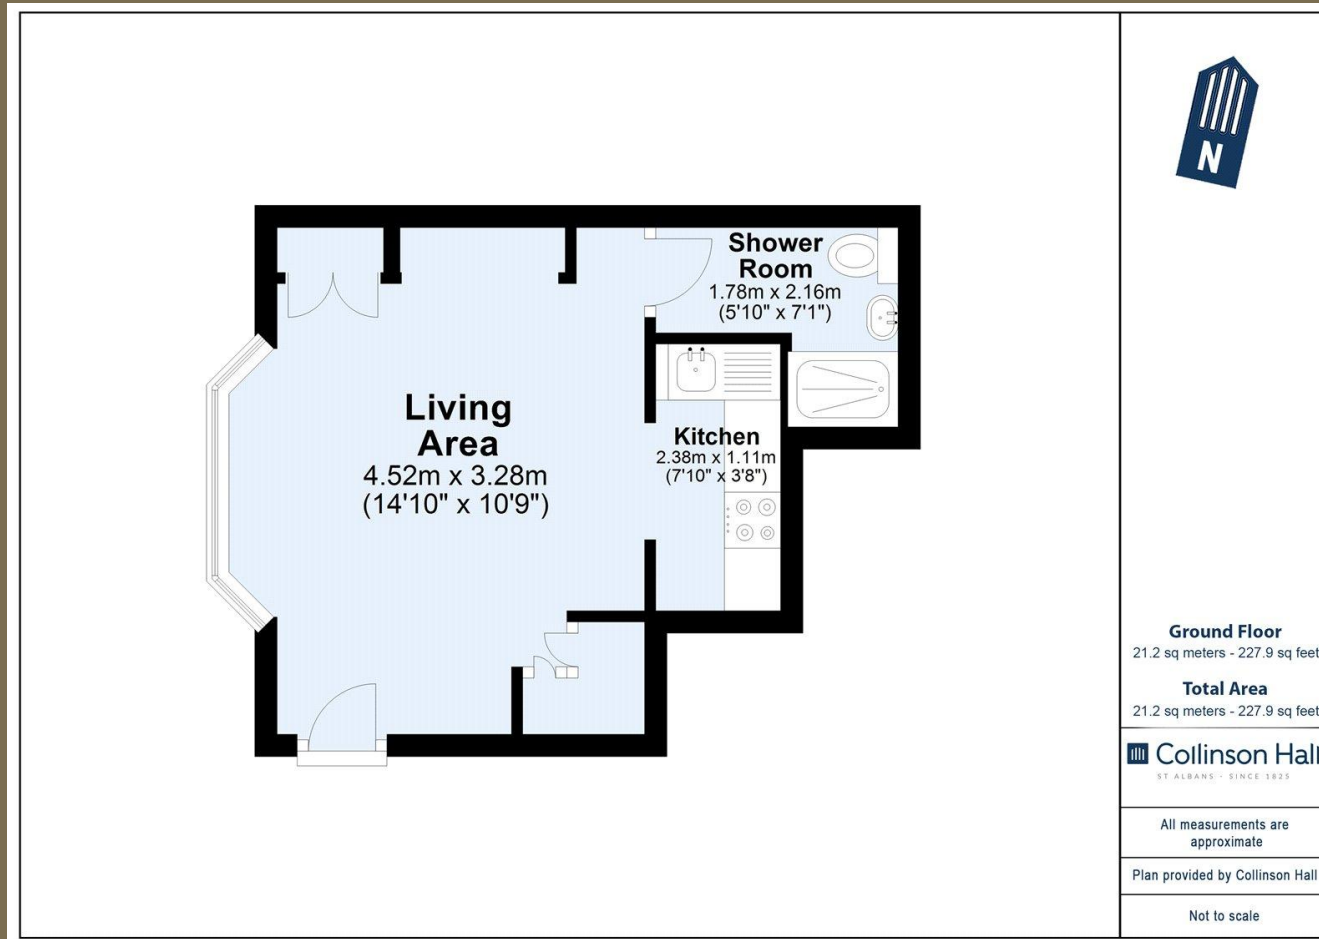 N
Shower
Room
1.78m x 2.16m
(5'10" x 7'1")
Living
Area
4.52m x 3.28m
(14'10" x 10'9")
Kitchen
2.38m x 1.11m
(7'10" x 3'8")
Ground Floor
21.2 sq meters - 227.9 sq feet
Total Area
21.2 sq meters - 227.9 sq feet
Collinson Hall
ST ALBANS - SINCE 1825
All measurements are
approximate
Plan provided by Collinson Hall
Not to scale